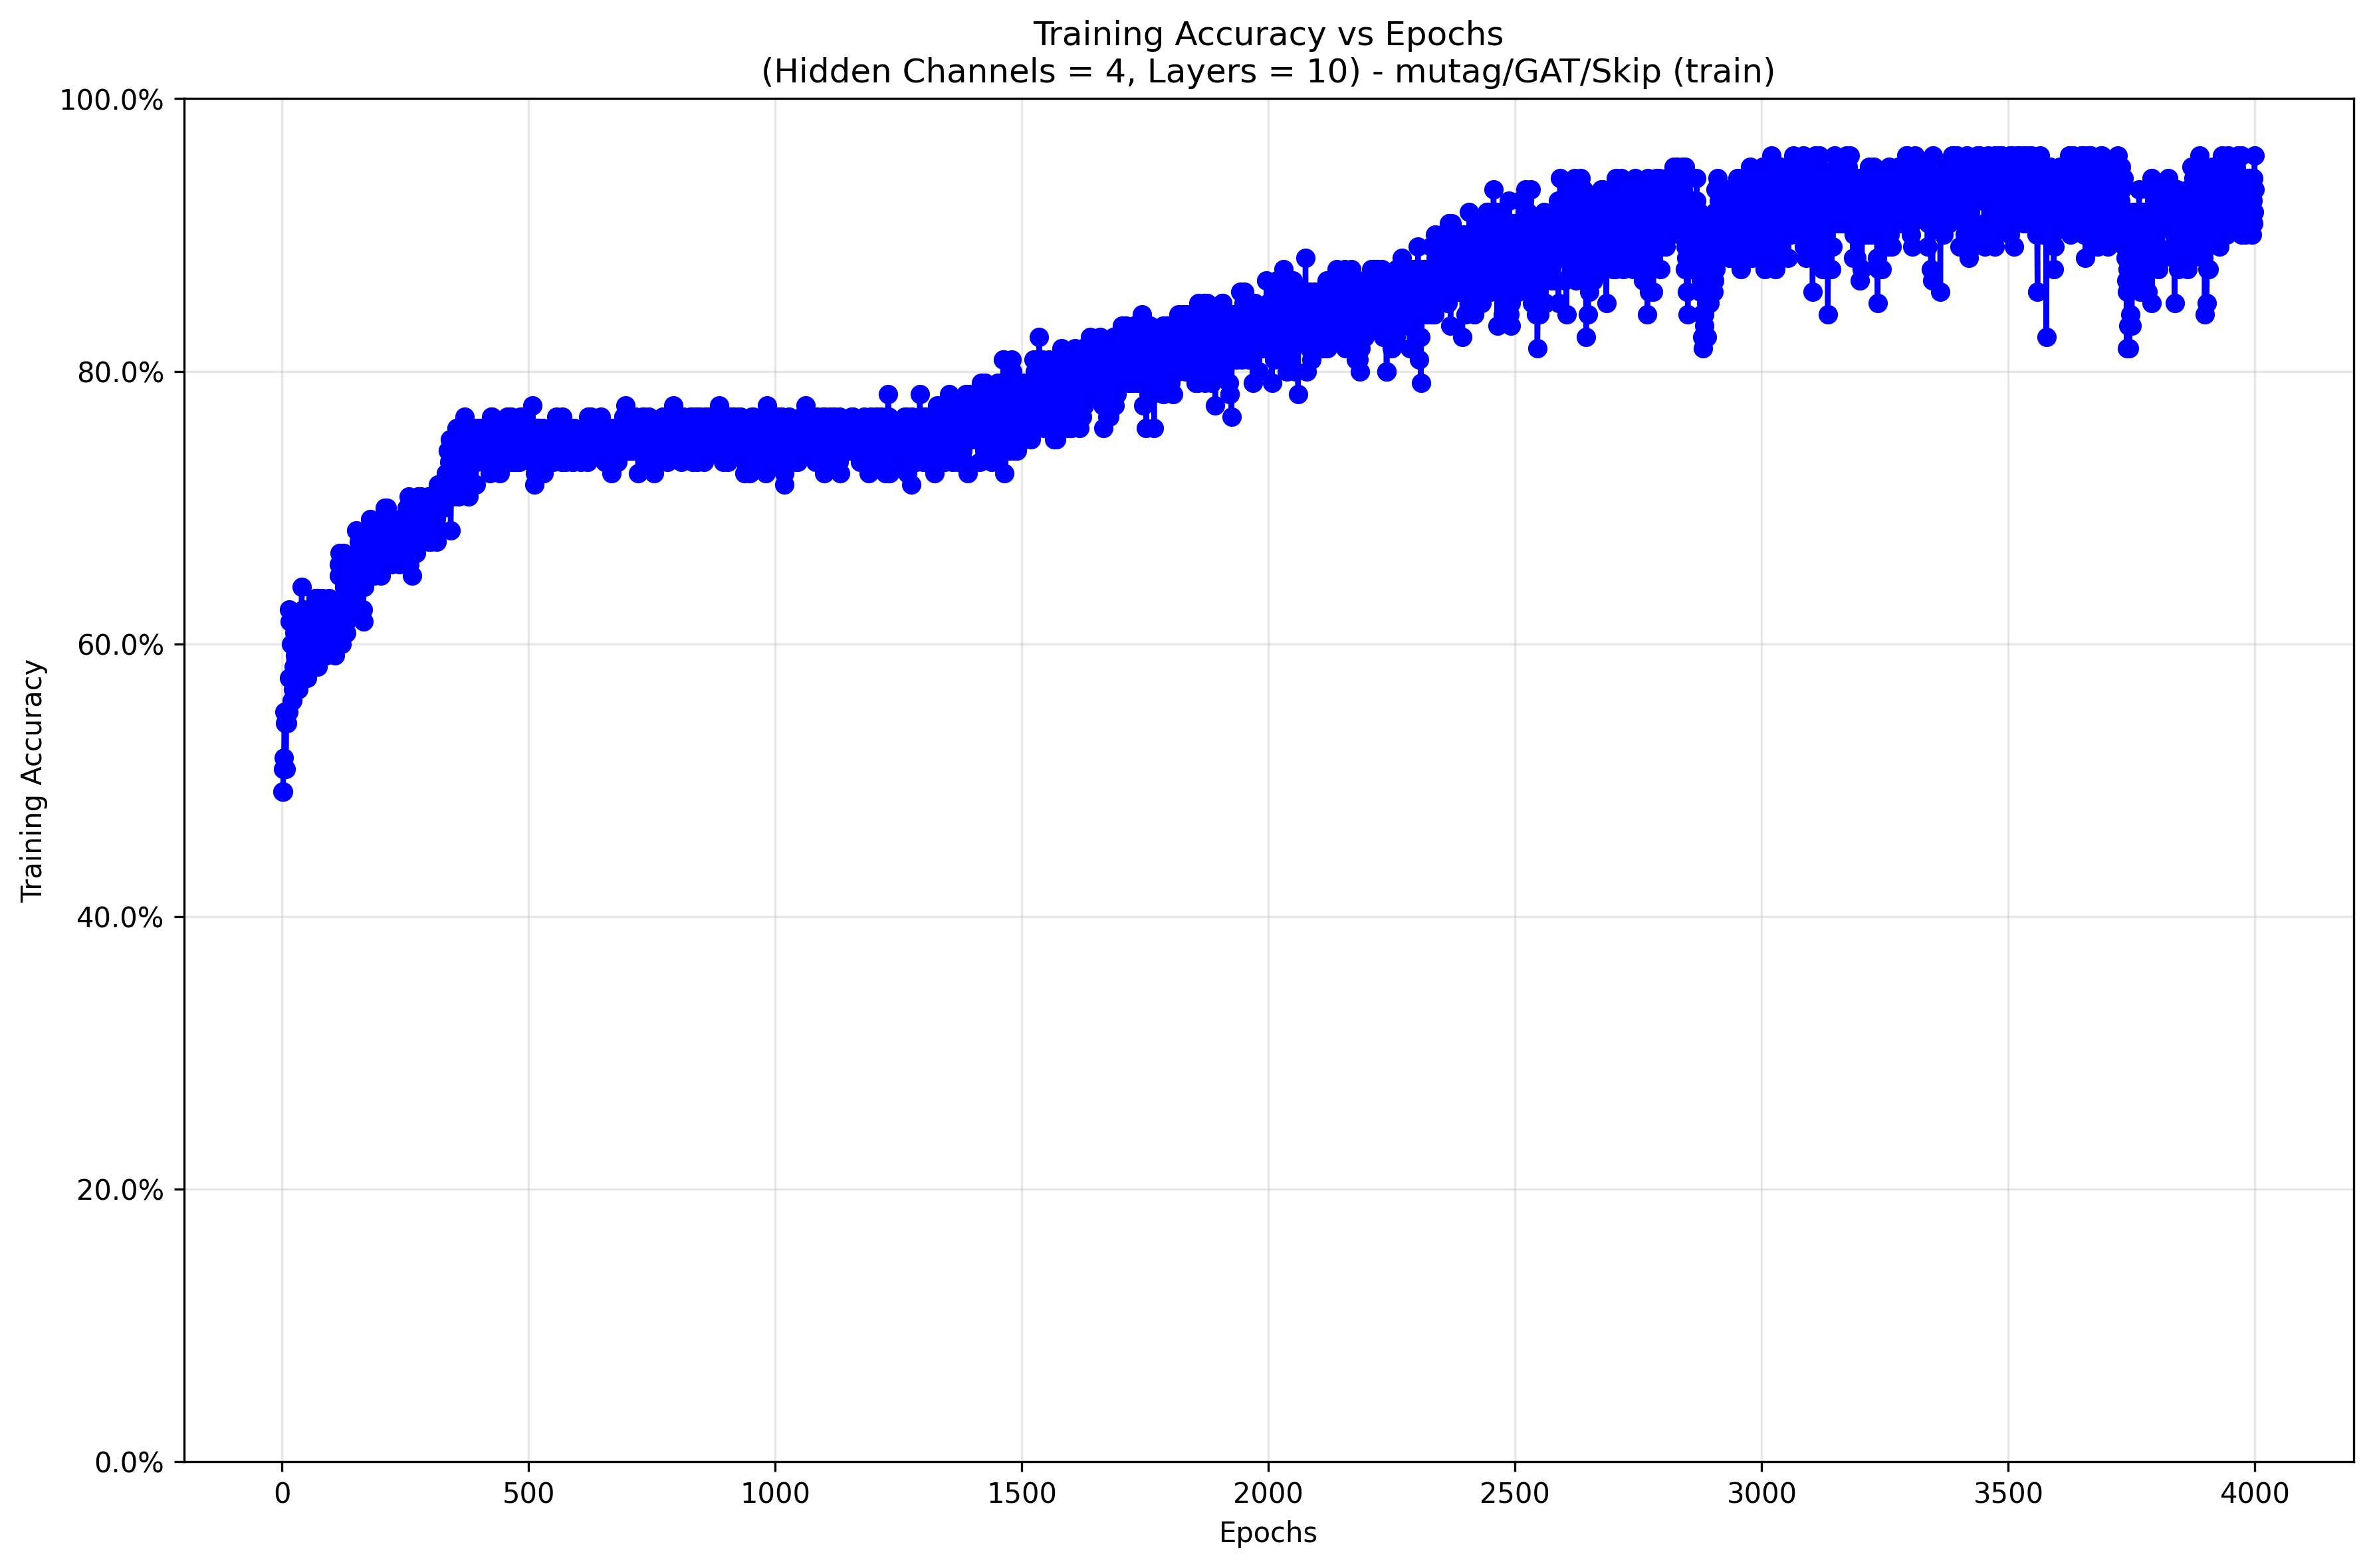 Training Accuracy vs Epochs
(Hidden Channels = 4, Layers = 10) - mutag/GAT/Skip (train)
Training Accuracy
100.0%
80.0%
60.0%
40.0%
20.0%
0.0%
0 500 1000 1500 2000 2500 3000 3500 4000
Epochs